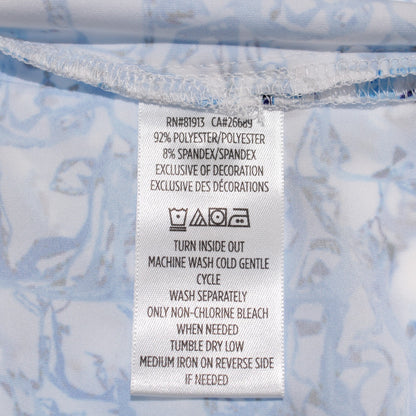 RN#81913 CA#26689
92% POLYESTER/POLYESTER
8% SPANDEX/SPANDEX
EXCLUSIVE OF DECORATION
EXCLUSIVE DES DÉCORATIONS
TURN INSIDE OUT
MACHINE WASH COLD GENTLE
CYCLE
WASH SEPARATELY
ONLY NON-CHLORINE BLEACH
WHEN NEEDED
TUMBLE DRY LOW
MEDIUM IRON ON REVERSE SIDE
IF NEEDED